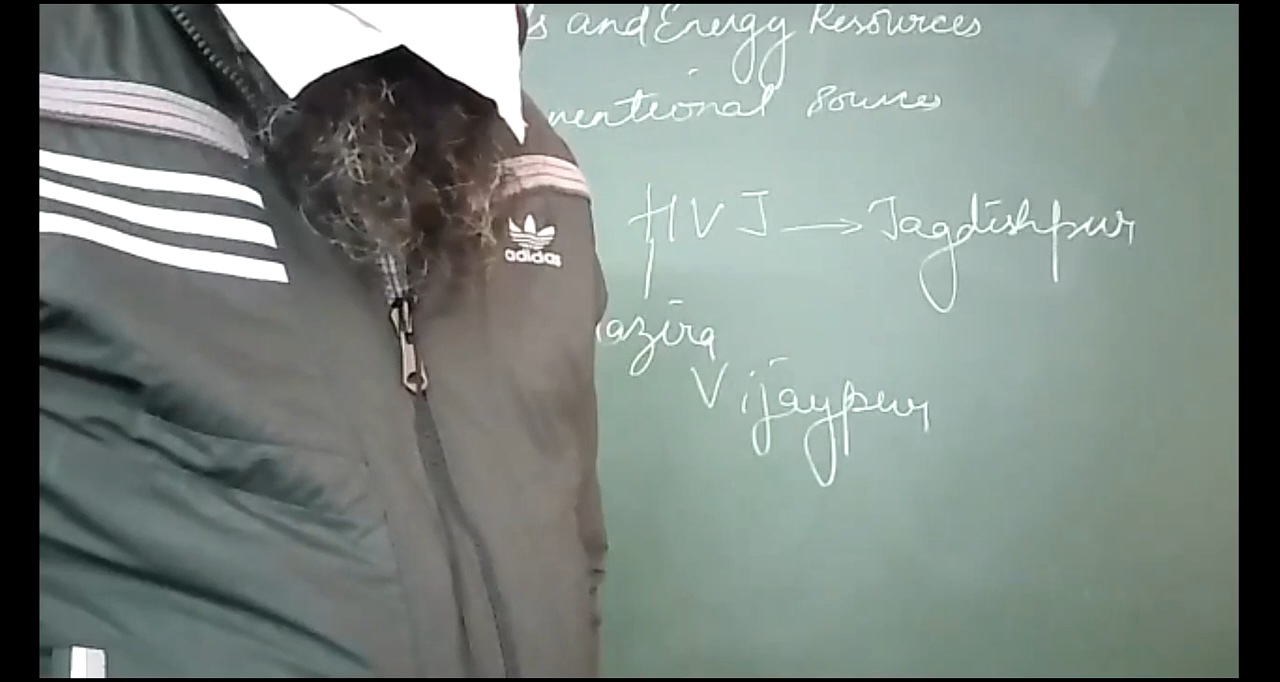 s and Energy Resources
ventional Sources
HVJ → Jagdishpur
azira
Vijaypur
adidas